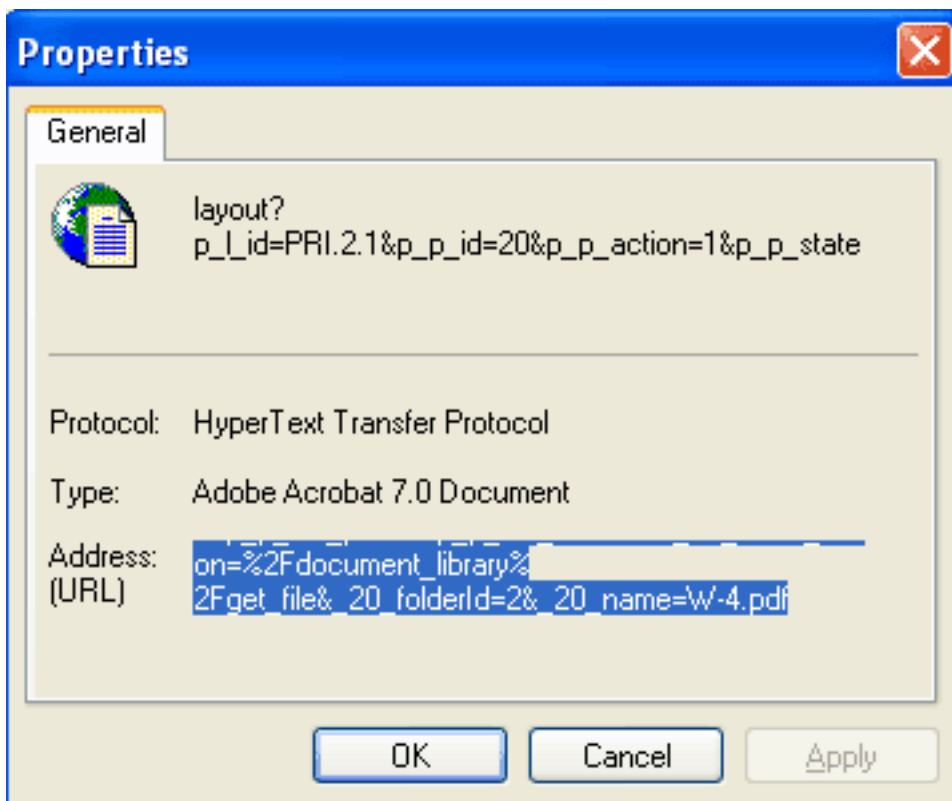 Properties
General
layout?
p_l_id=PRI.2.1&p_p_id=20&p_p_action=1&p_p_state
Protocol: HyperText Transfer Protocol
Type: Adobe Acrobat 7.0 Document
Address: on=%2Fdocument_library%
(URL) 2Fget_file&_20_folderId=2&_20_name=W-4.pdf
OK Cancel Apply